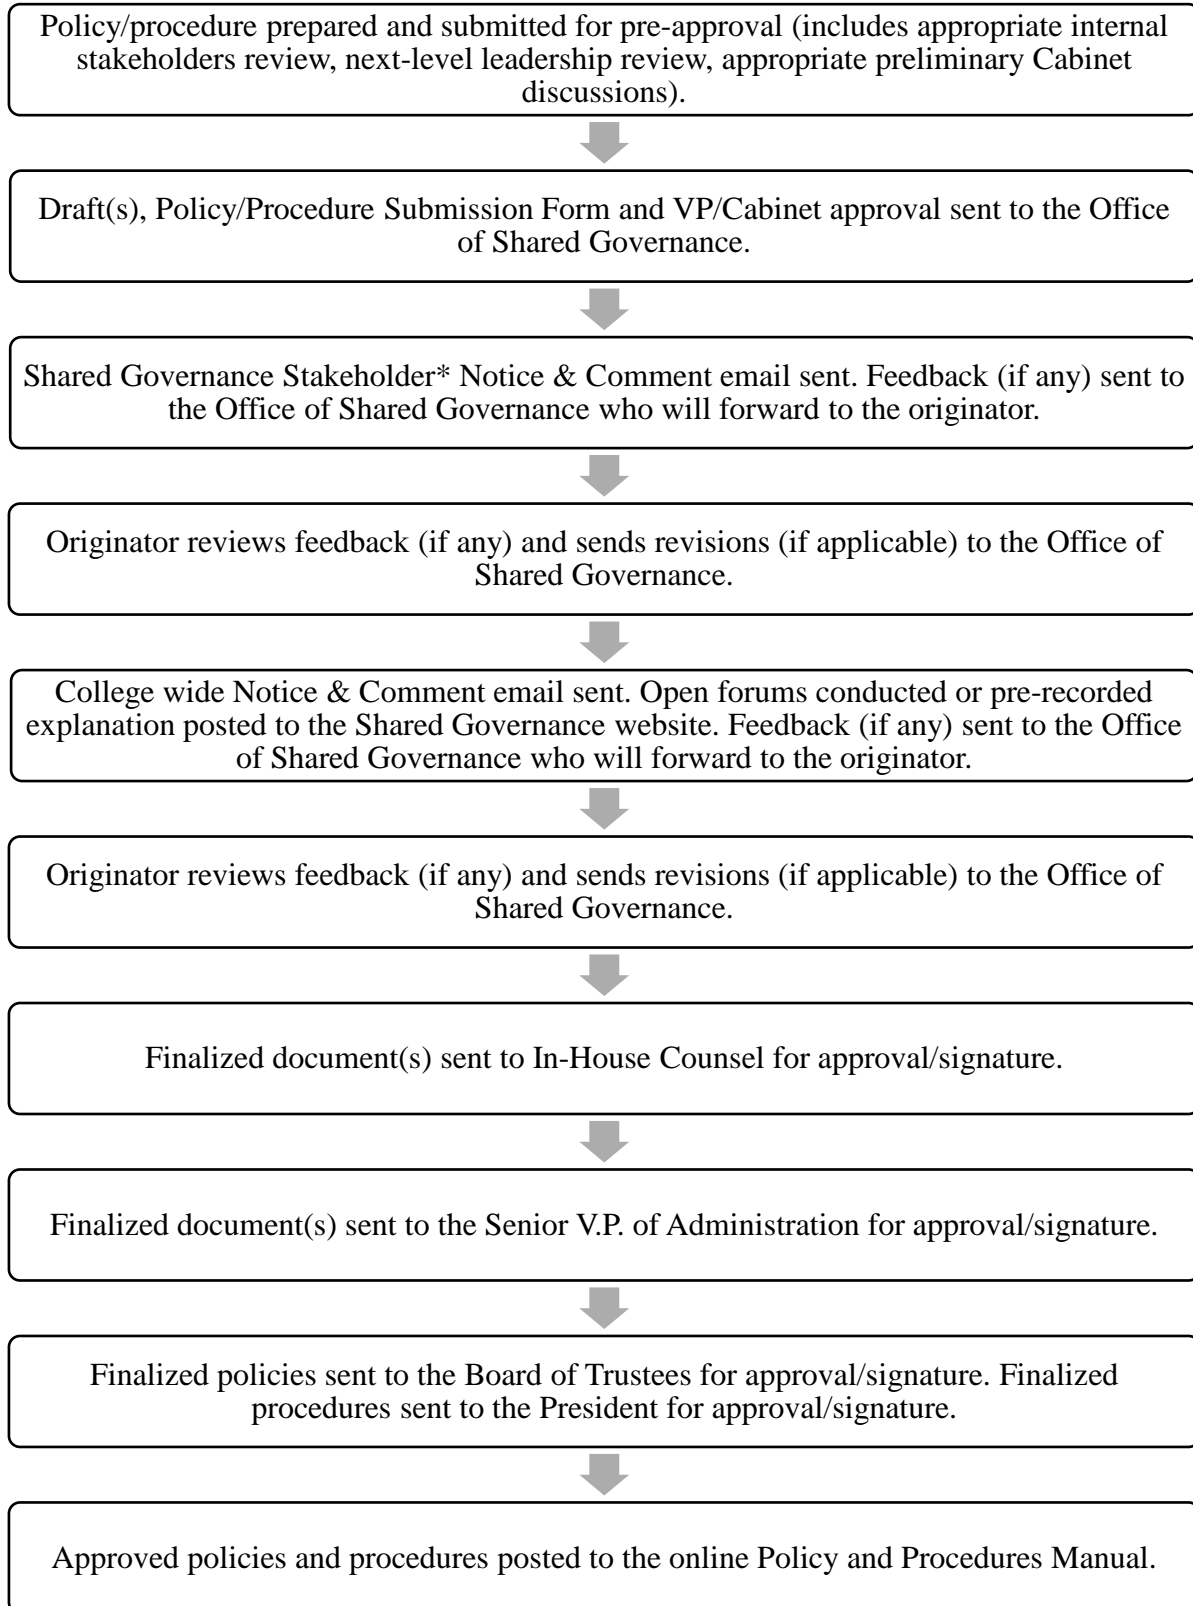 Policy/procedure prepared and submitted for pre-approval (includes appropriate internal
stakeholders review, next-level leadership review, appropriate preliminary Cabinet
discussions).
Draft(s), Policy/Procedure Submission Form and VP/Cabinet approval sent to the Office
of Shared Governance.
Shared Governance Stakeholder* Notice & Comment email sent. Feedback (if any) sent to
the Office of Shared Governance who will forward to the originator.
Originator reviews feedback (if any) and sends revisions (if applicable) to the Office of
Shared Governance.
College wide Notice & Comment email sent. Open forums conducted or pre-recorded
explanation posted to the Shared Governance website. Feedback (if any) sent to the Office
of Shared Governance who will forward to the originator.
Originator reviews feedback (if any) and sends revisions (if applicable) to the Office of
Shared Governance.
Finalized document(s) sent to In-House Counsel for approval/signature.
Finalized document(s) sent to the Senior V.P. of Administration for approval/signature.
Finalized policies sent to the Board of Trustees for approval/signature. Finalized
procedures sent to the President for approval/signature.
Approved policies and procedures posted to the online Policy and Procedures Manual.